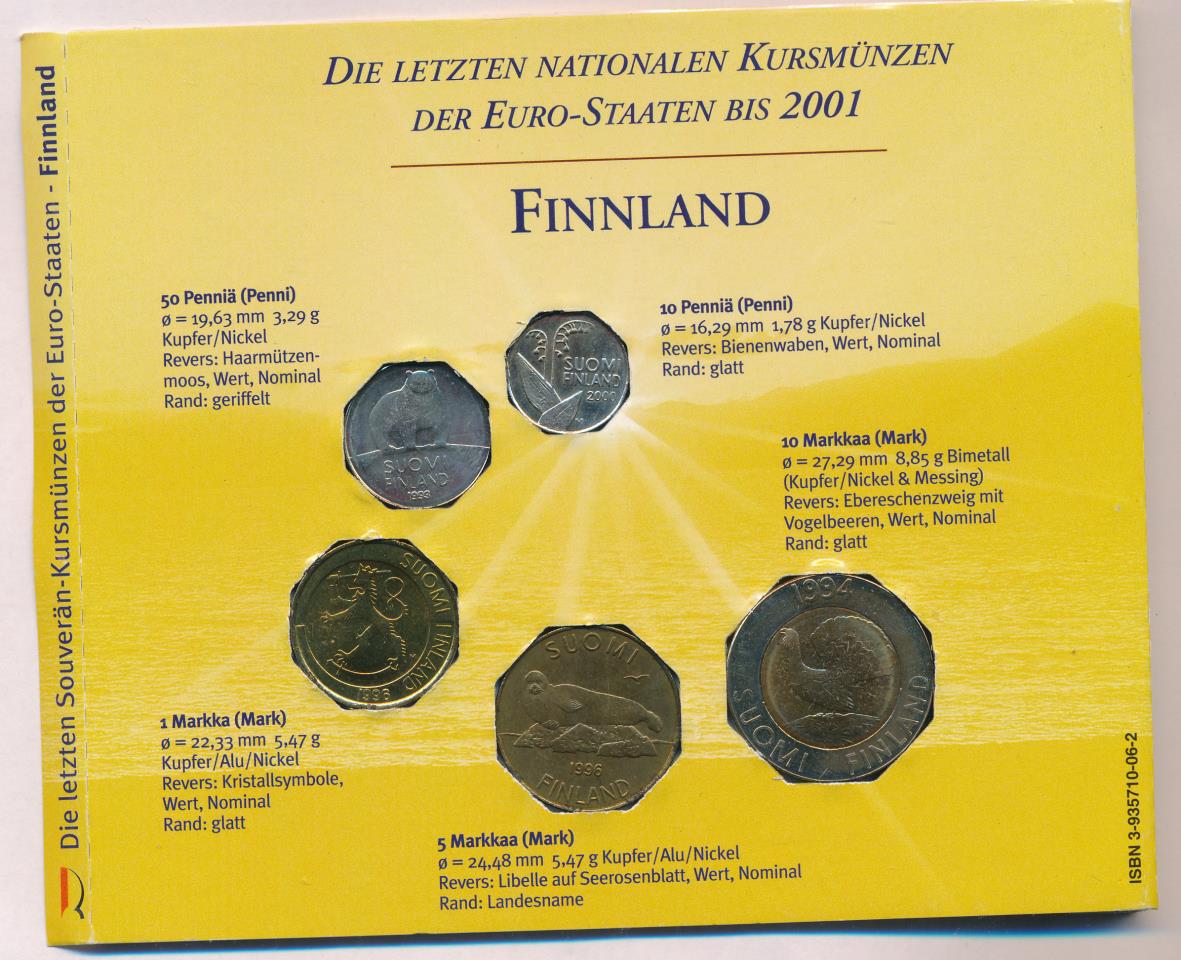 Die letzten Souverän-Kursmünzen der Euro-Staaten - Finnland
DIE LETZTEN NATIONALEN KURSMÜNZEN
DER EURO-STAATEN BIS 2001
FINNLAND
50 Penniä (Penni)
ø = 19,63 mm 3,29 g
Kupfer/Nickel
Revers: Haarmützen-
moos, Wert, Nominal
Rand: geriffelt
10 Penniä (Penni)
ø = 16,29 mm 1,78 g Kupfer/Nickel
Revers: Bienenwaben, Wert, Nominal
Rand: glatt
SUOMI
FINLAND
2000
SUOMI
FINLAND
1993
10 Markkaa (Mark)
ø = 27,29 mm 8,85 g Bimetall
(Kupfer/Nickel & Messing)
Revers: Ebereschenzweig mit
Vogelbeeren, Wert, Nominal
Rand: glatt
SUOMI FINLAND
1996
SUOMI
1996
FINLAND
1994
SUOMI FINLAND
1 Markka (Mark)
ø = 22,33 mm 5,47 g
Kupfer/Alu/Nickel
Revers: Kristallsymbole,
Wert, Nominal
Rand: glatt
5 Markkaa (Mark)
ø = 24,48 mm 5,47 g Kupfer/Alu/Nickel
Revers: Libelle auf Seerosenblatt, Wert, Nominal
Rand: Landesname
ISBN 3-935710-06-2